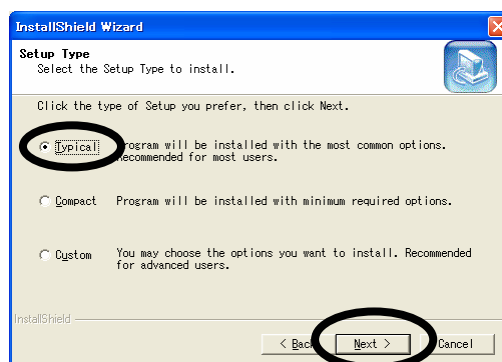 InstallShield Wizard
Setup Type
Select the Setup Type to install.
Click the type of Setup you prefer, then click Next.
Typical
Program will be installed with the most common options.
Recommended for most users.
Compact Program will be installed with minimum required options.
Custom You may choose the options you want to install. Recommended
for advanced users.
InstallShield
< Back Next > Cancel